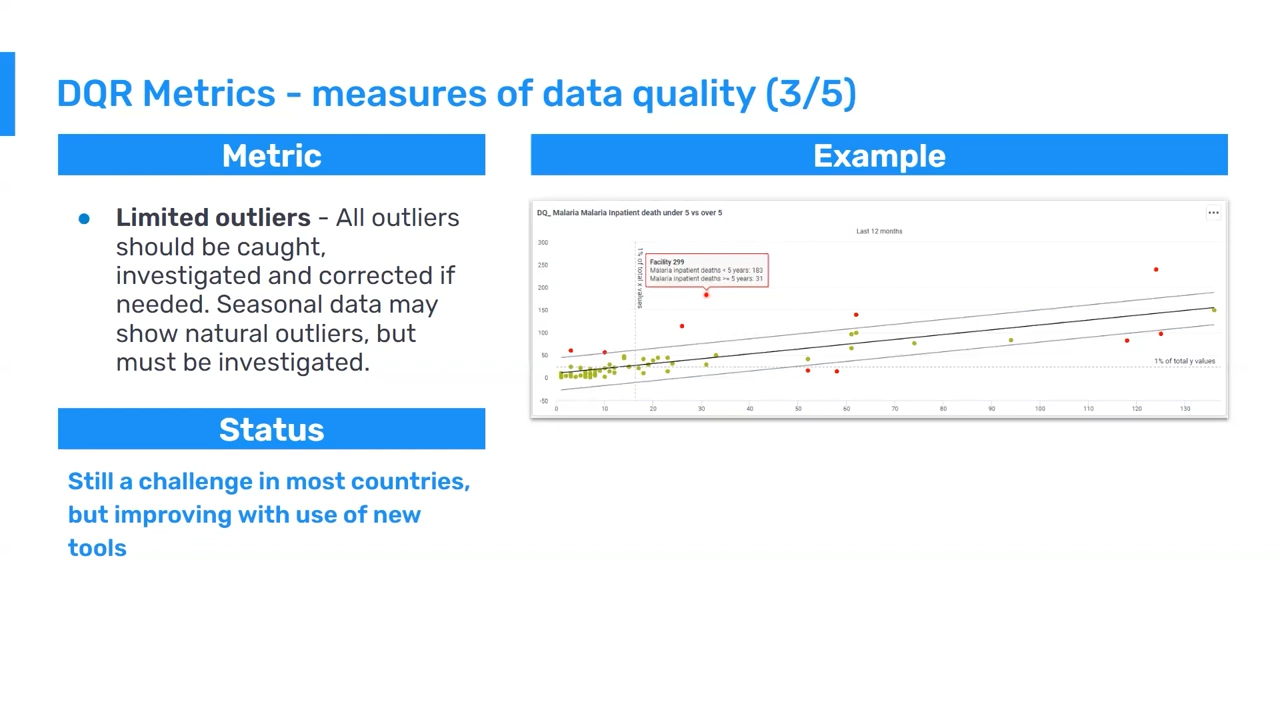 DQR Metrics - measures of data quality (3/5)
Metric
● Limited outliers - All outliers
should be caught,
investigated and corrected if
needed. Seasonal data may
show natural outliers, but
must be investigated.
Status
Still a challenge in most countries,
but improving with use of new
tools
Example
DQ_ Malaria Malaria Inpatient death under 5 vs over 5
Last 12 months
300
250
200
150
100
50
0
-50
1% of total x values
Facility 299
Malaria inpatient deaths < 5 years: 183
Malaria inpatient deaths >= 5 years: 31
1% of total y values
0 10 20 30 40 50 60 70 80 90 100 110 120 130